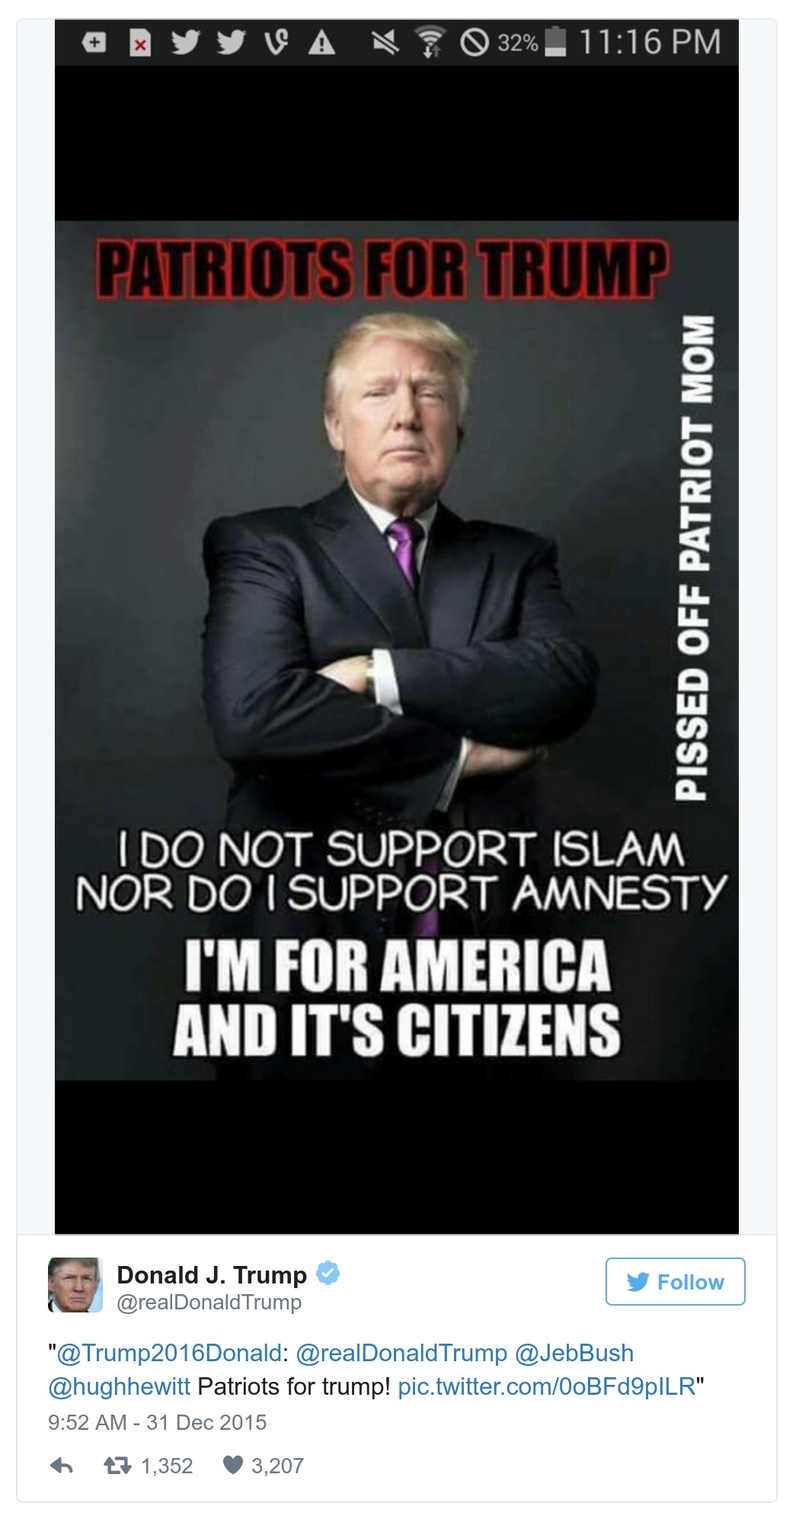 32% 11:16 PM
PATRIOTS FOR TRUMP
PISSED OFF PATRIOT MOM
I DO NOT SUPPORT ISLAM
NOR DO I SUPPORT AMNESTY
I'M FOR AMERICA
AND IT'S CITIZENS
Donald J. Trump
@realDonaldTrump
Follow
"@Trump2016Donald: @realDonaldTrump @JebBush
@hughhewitt Patriots for trump! pic.twitter.com/0oBFd9pILR"
9:52 AM - 31 Dec 2015
1,352 3,207